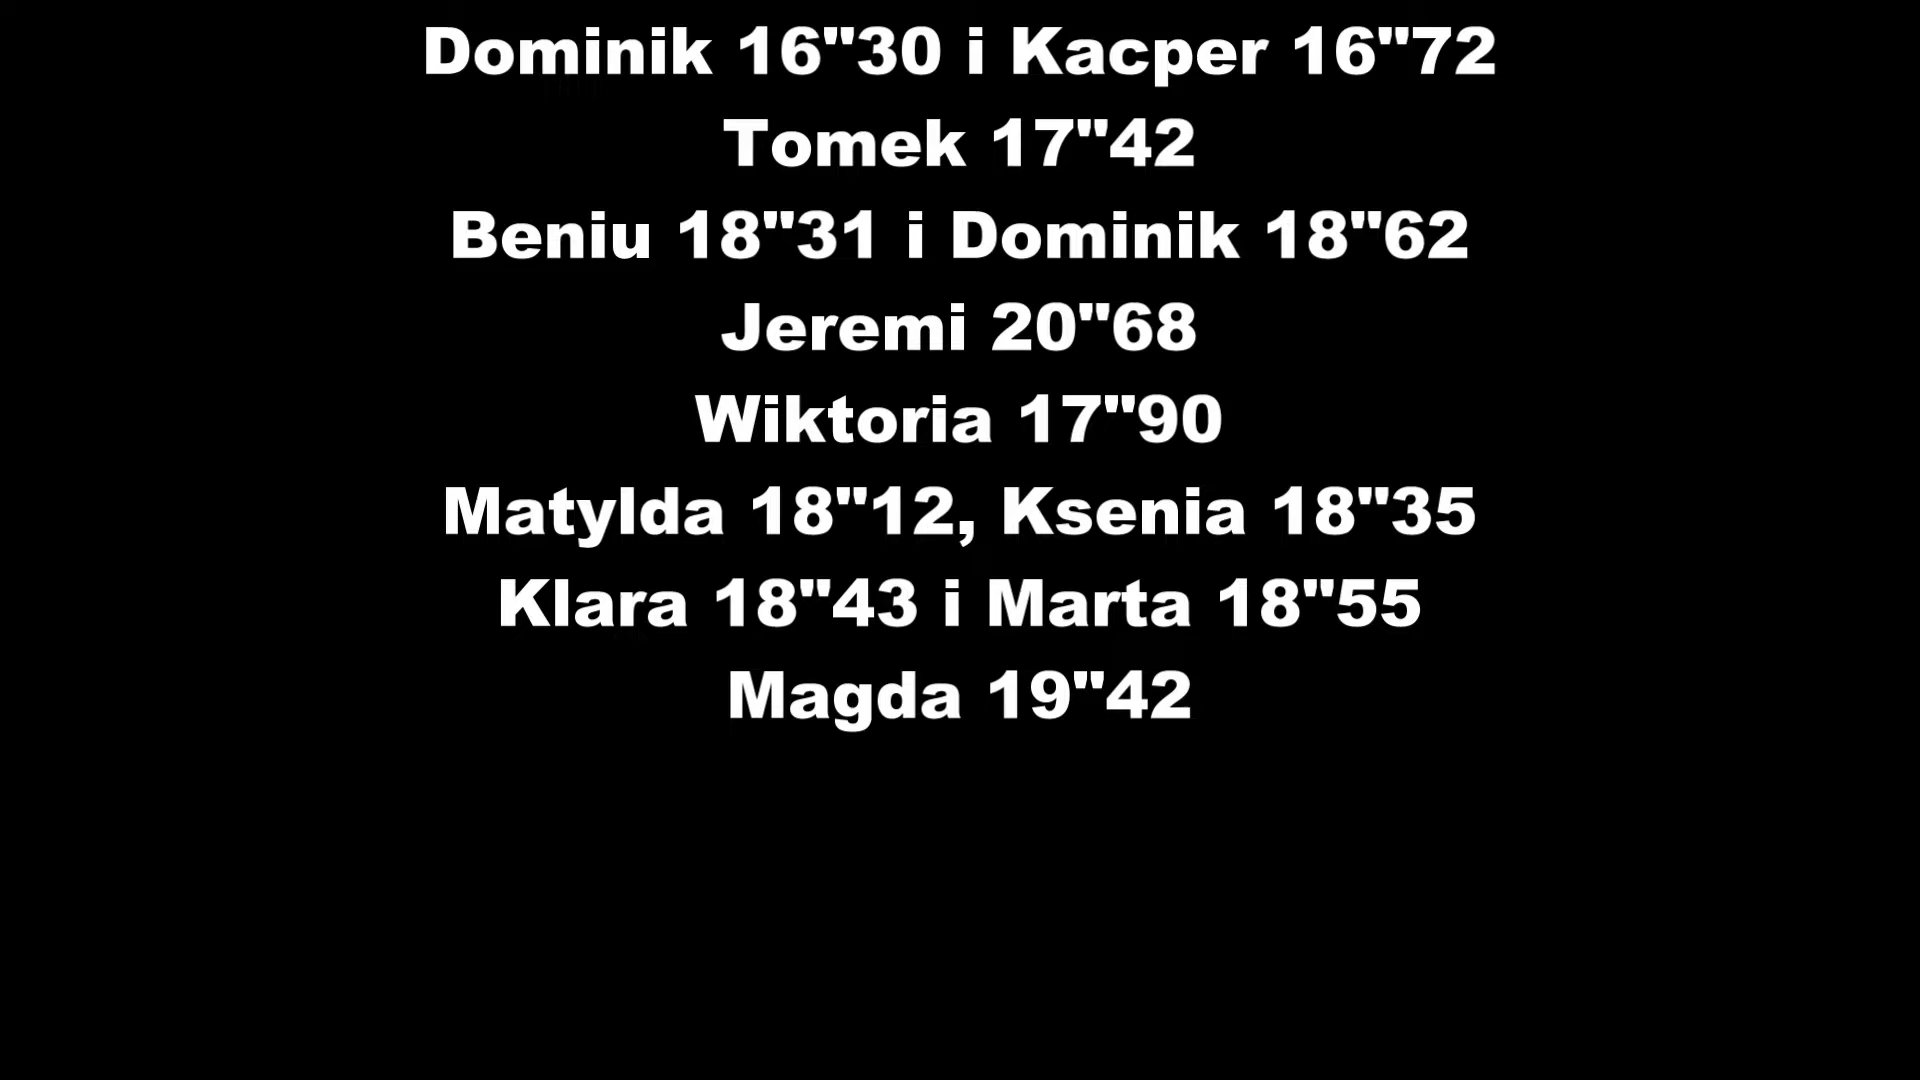 Dominik 16"30 i Kacper 16"72
Tomek 17"42
Beniu 18"31 i Dominik 18"62
Jeremi 20"68
Wiktoria 17"90
Matylda 18"12, Ksenia 18"35
Klara 18"43 i Marta 18"55
Magda 19"42